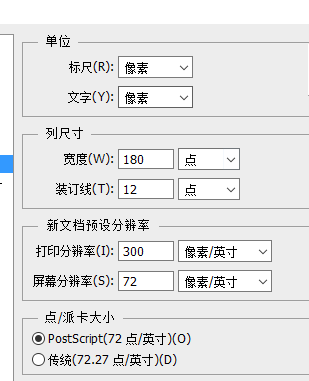 单位
标尺(R): 像素
文字(Y): 像素
列尺寸
宽度(W): 180 点
装订线(T): 12 点
新文档预设分辨率
打印分辨率(I): 300 像素/英寸
屏幕分辨率(S): 72 像素/英寸
点/派卡大小
PostScript(72 点/英寸)(O)
传统(72.27 点/英寸)(D)